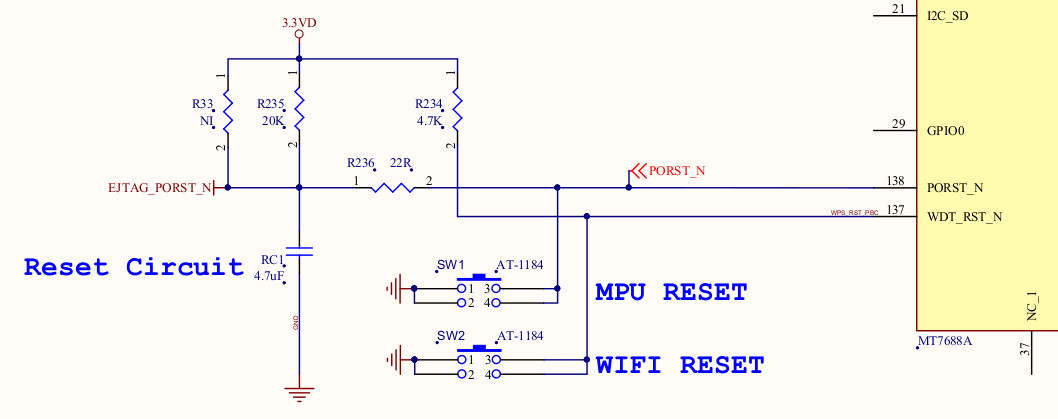 21
I2C_SD
3.3VD
1
1
1
R33
NI
2
R235
20K
2
R234
4.7K
2
29
GPIO0
R236
22R
1
2
PORST_N
EJTAG_PORST_N
138
PORST_N
WPS_RST_PBC
137
WDT_RST_N
Reset Circuit
RC1
4.7uF
GND
SW1
AT-1184
1 3
2 4
MPU RESET
SW2
AT-1184
1 3
2 4
WIFI RESET
NC_1
37
MT7688A